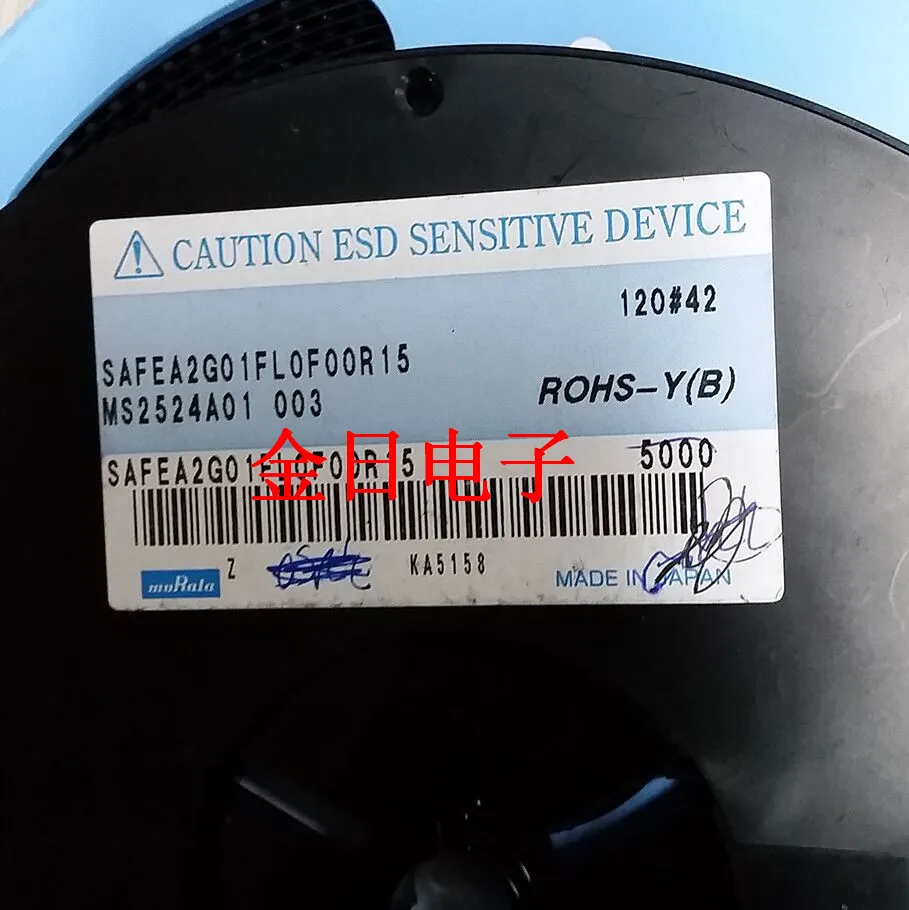 CAUTION ESD SENSITIVE DEVICE
120#42
SAFEA2G01FL0F00R15
MS2524A01 003
ROHS-Y(B)
金日电子
SAFEA2G01FL0F00R15
5000
muRata Z KA5158 MADE IN JAPAN